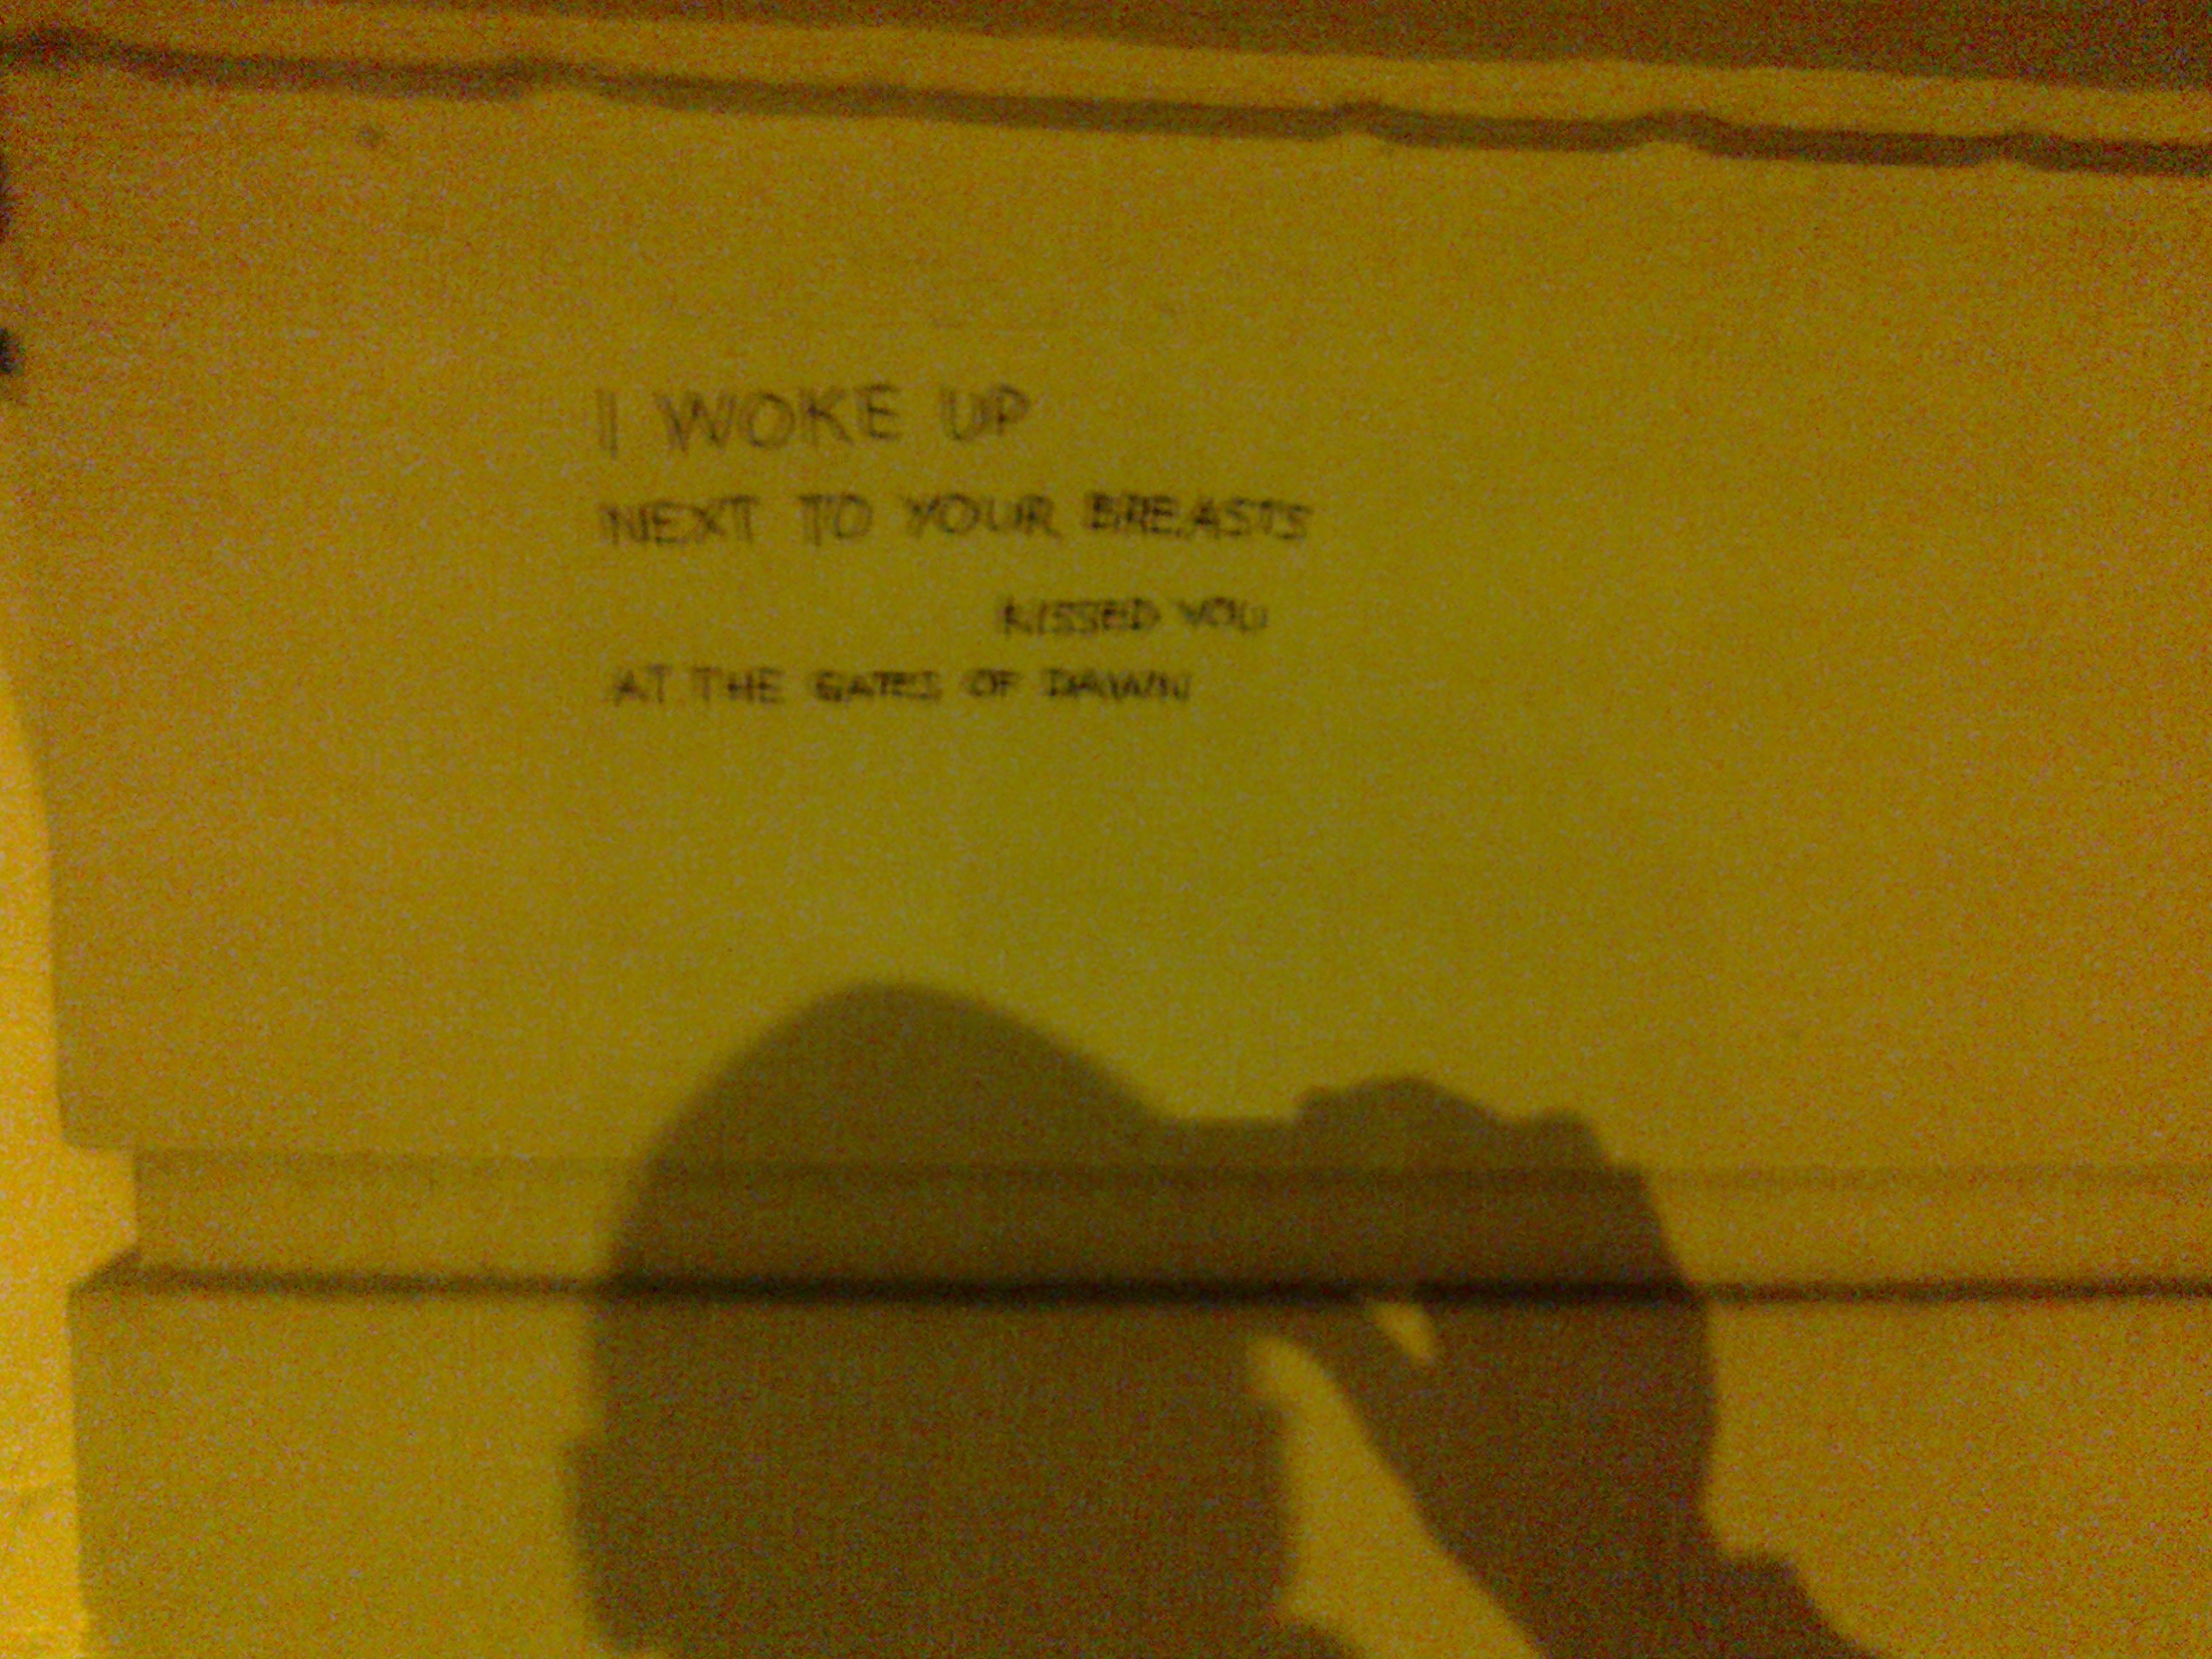 I WOKE UP
NEXT TO YOUR BREASTS
KISSED YOU
AT THE GATES OF DAWN